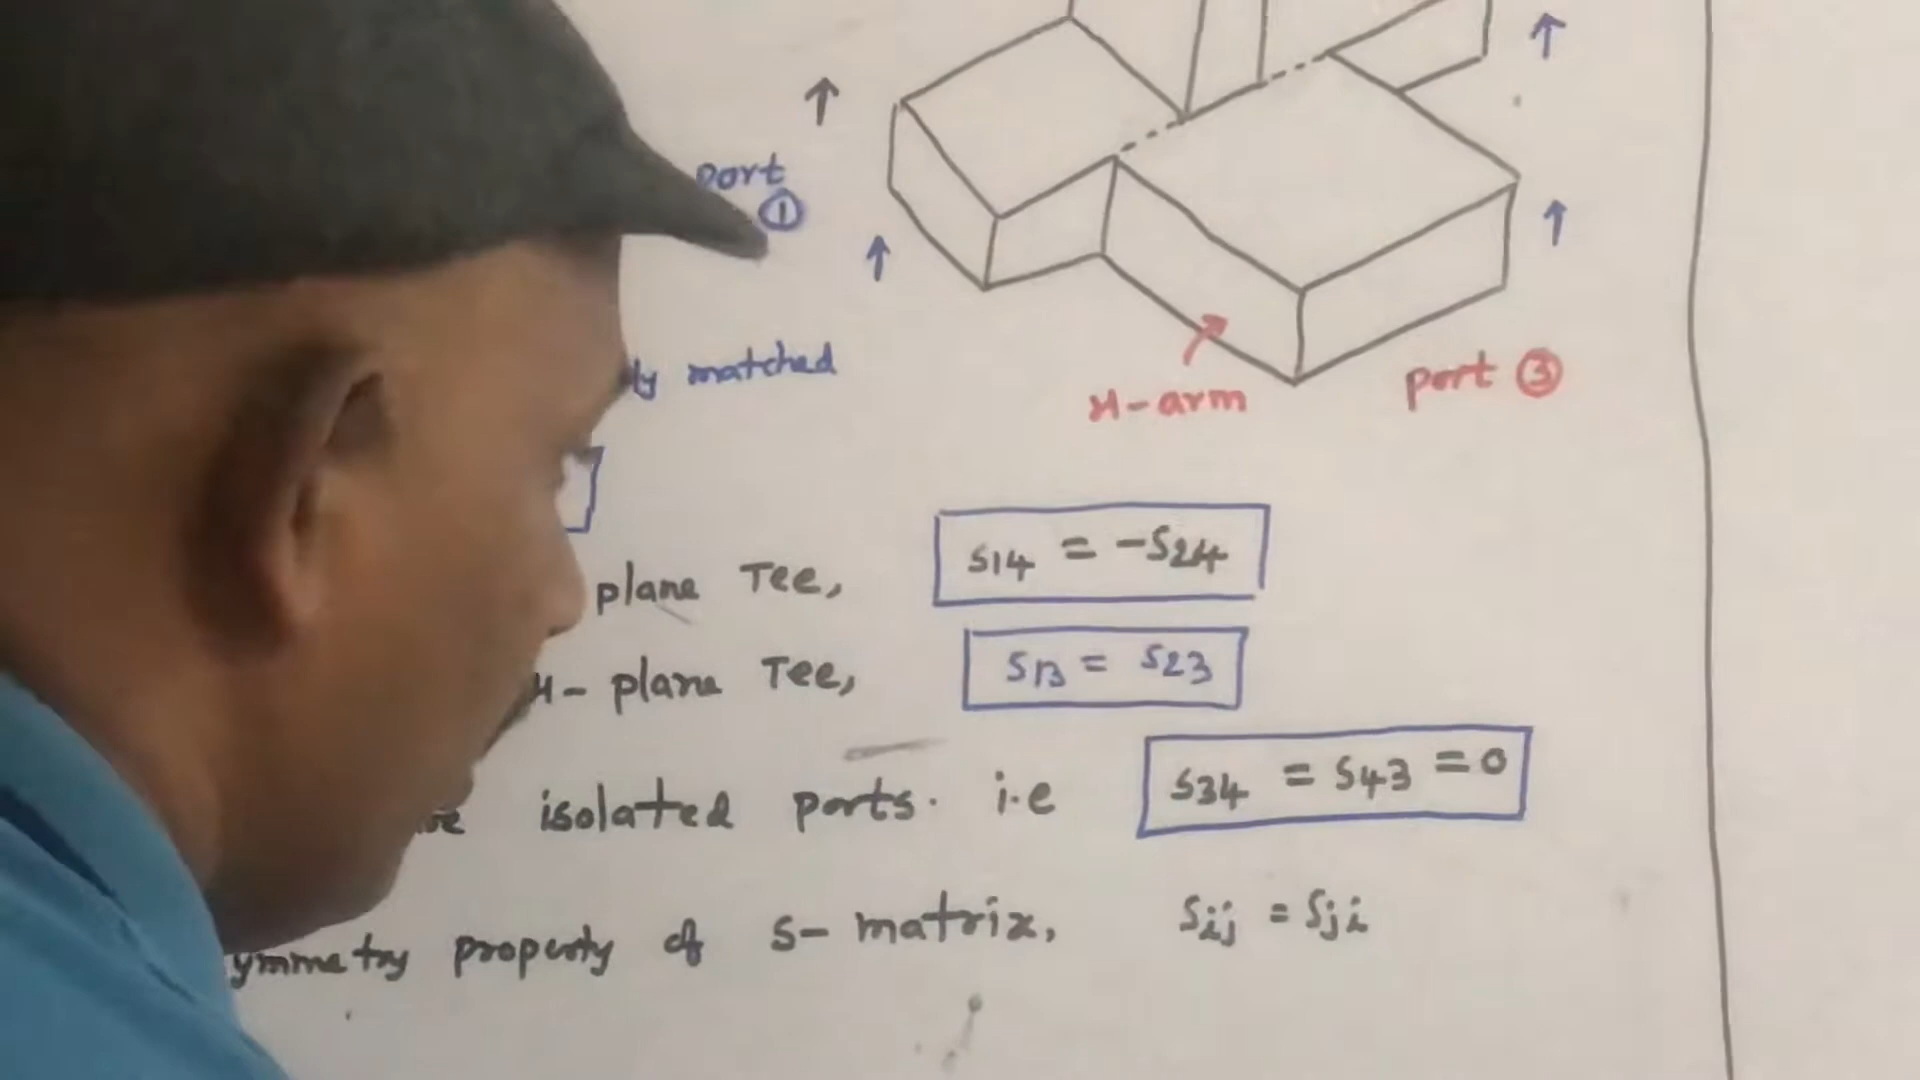 ↑
↑
port
①
↑
↑
matched
H-arm
port ③
plane Tee,
S14 = -S24
H- plane Tee,
S13 = S23
isolated ports. i.e
S34 = S43 = 0
ymmetry property of S- matrix,
Sij = Sji